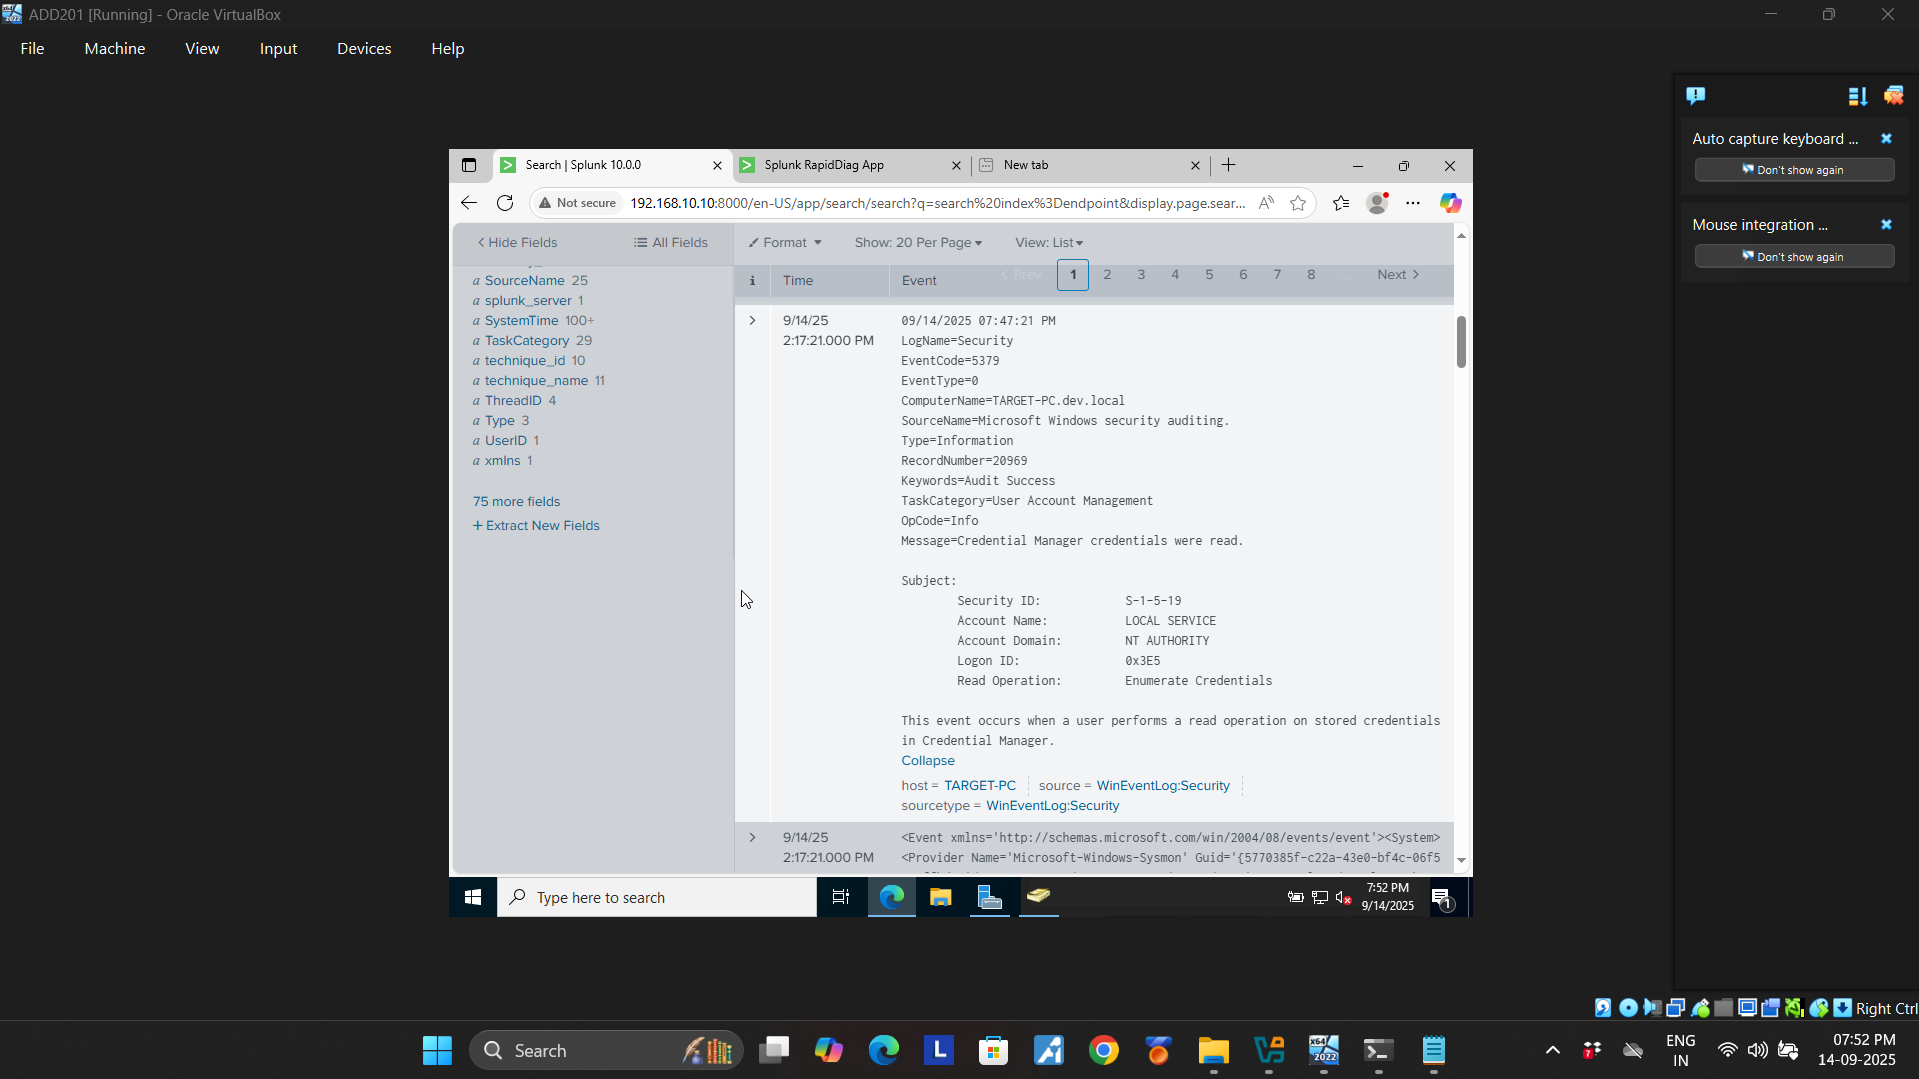 ADD201 [Running] - Oracle VirtualBox
File Machine View Input Devices Help
Auto capture keyboard ...
Don't show again
Mouse integration ...
Don't show again
Search | Splunk 10.0.0
Splunk RapidDiag App
New tab
Not secure 192.168.10.10:8000/en-US/app/search/search?q=search%20index%3Dendpoint&display.page.sear...
Hide Fields All Fields
Format Show: 20 Per Page View: List
a SourceName 25
a splunk_server 1
a SystemTime 100+
a TaskCategory 29
a technique_id 10
a technique_name 11
a ThreadID 4
a Type 3
a UserID 1
a xmlns 1
75 more fields
+ Extract New Fields
i Time Event
< Prev 1 2 3 4 5 6 7 8 ... Next >
9/14/25
2:17:21.000 PM
09/14/2025 07:47:21 PM
LogName=Security
EventCode=5379
EventType=0
ComputerName=TARGET-PC.dev.local
SourceName=Microsoft Windows security auditing.
Type=Information
RecordNumber=20969
Keywords=Audit Success
TaskCategory=User Account Management
OpCode=Info
Message=Credential Manager credentials were read.
Subject:
Security ID: S-1-5-19
Account Name: LOCAL SERVICE
Account Domain: NT AUTHORITY
Logon ID: 0x3E5
Read Operation: Enumerate Credentials
This event occurs when a user performs a read operation on stored credentials
in Credential Manager.
Collapse
host = TARGET-PC source = WinEventLog:Security
sourcetype = WinEventLog:Security
9/14/25
2:17:21.000 PM
<Event xmlns='http://schemas.microsoft.com/win/2004/08/events/event'><System>
<Provider Name='Microsoft-Windows-Sysmon' Guid='{5770385f-c22a-43e0-bf4c-06f5
Type here to search
7:52 PM
9/14/2025
1
Right Ctrl
Search
ENG
IN
07:52 PM
14-09-2025